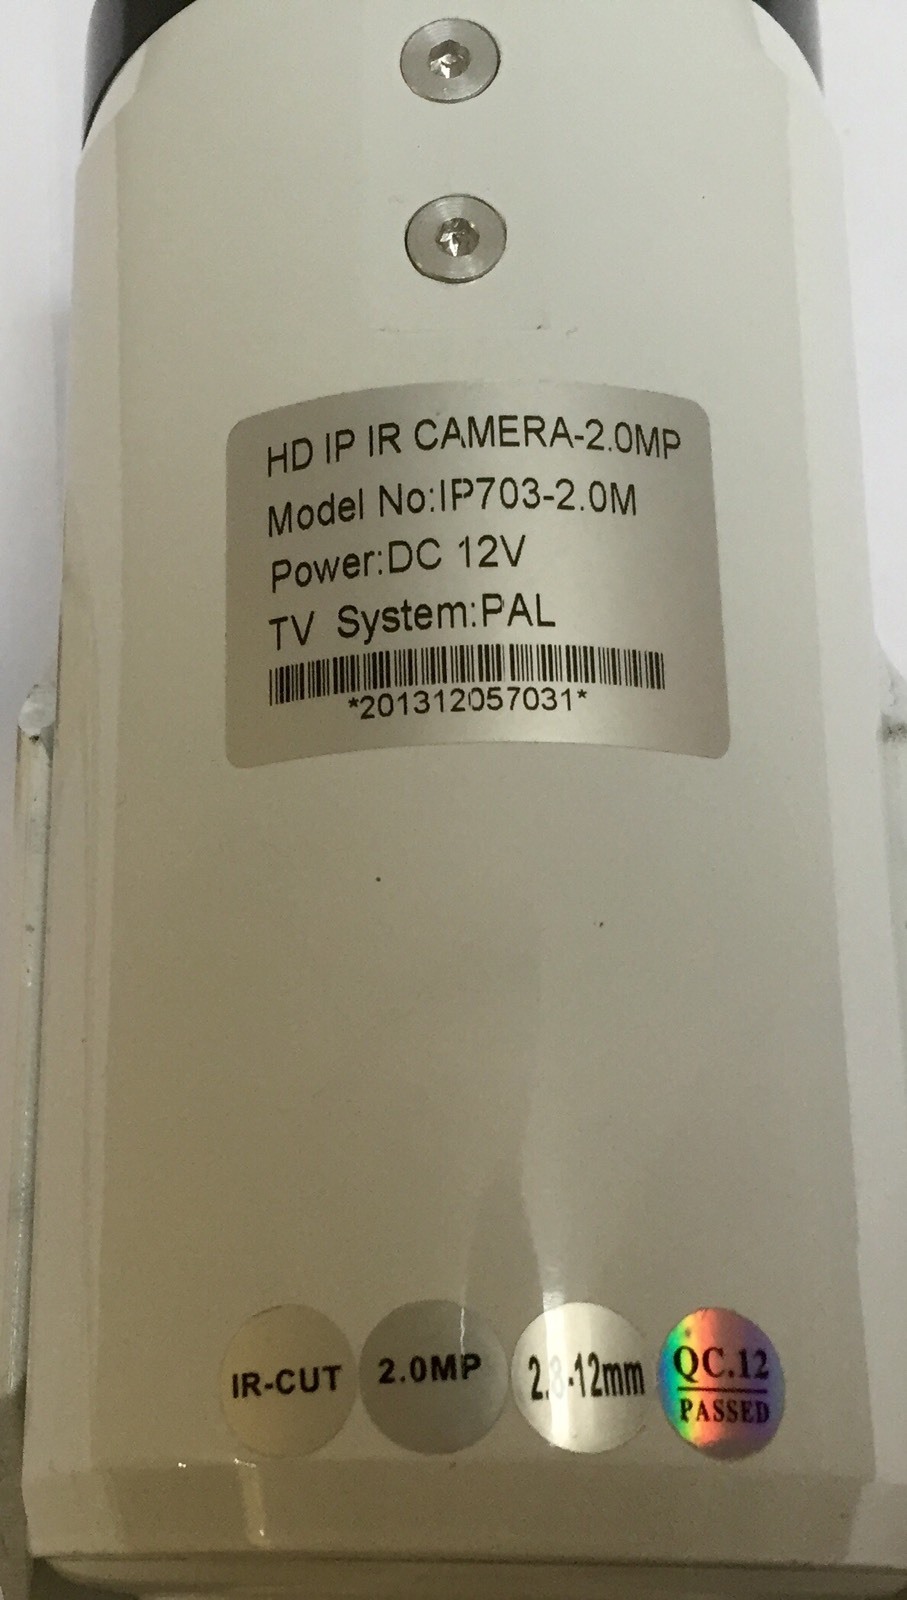 HD IP IR CAMERA-2.0MP
Model No:IP703-2.0M
Power:DC 12V
TV System:PAL
*201312057031*
IR-CUT
2.0MP
2.8-12mm
QC.12
PASSED